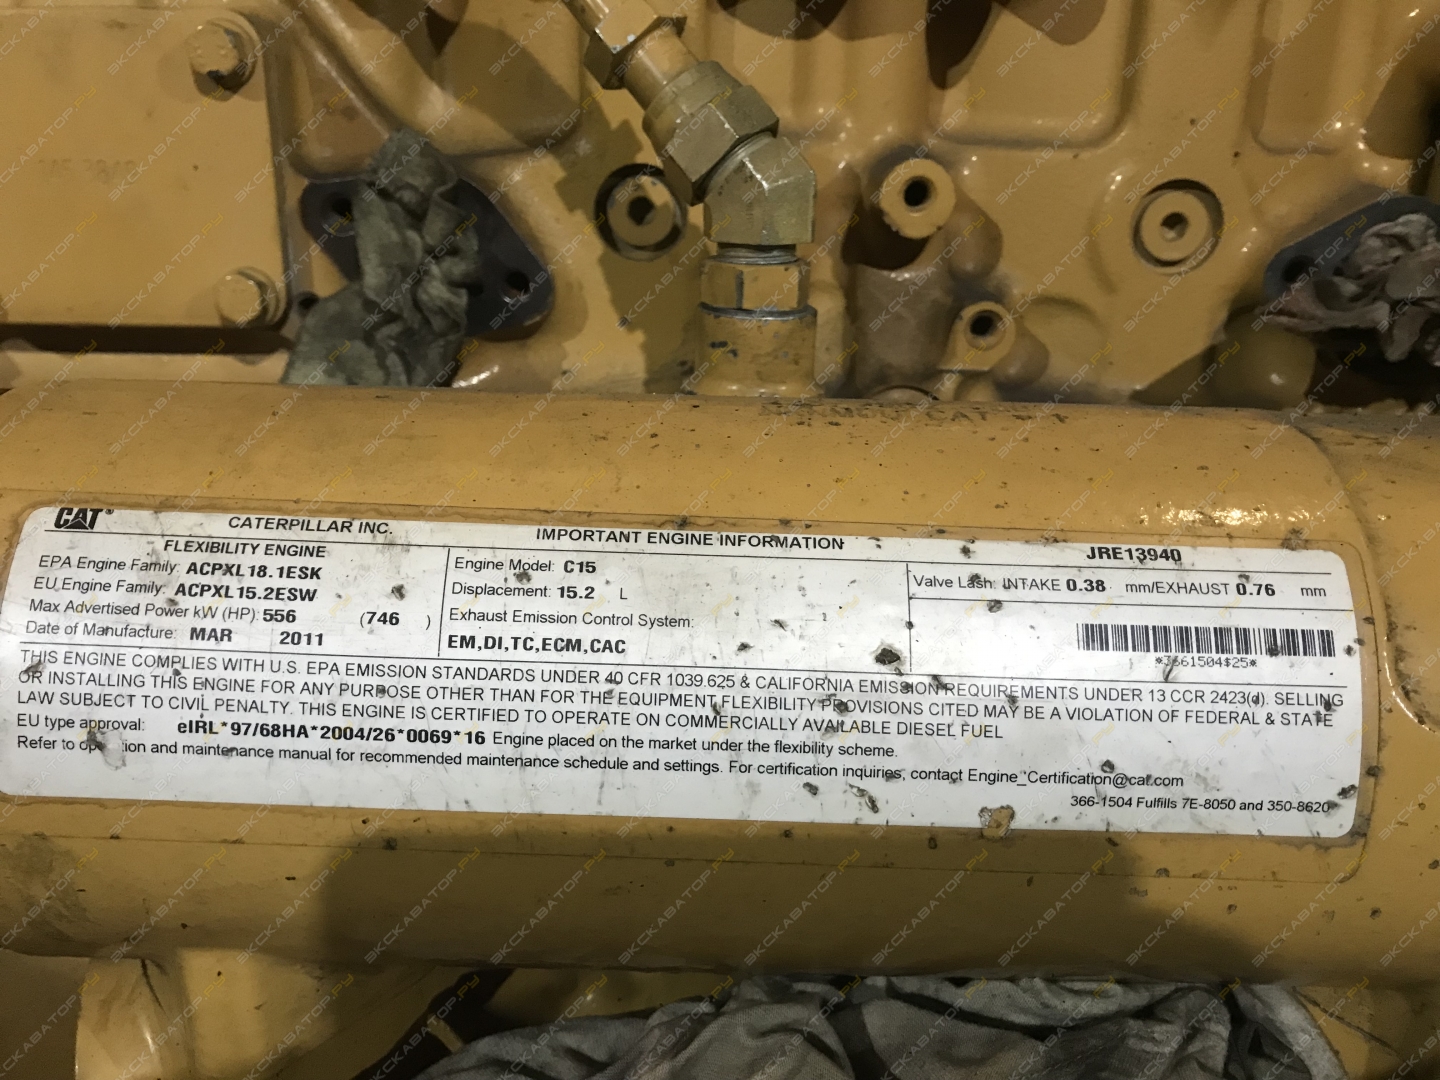 CAT®
CATERPILLAR INC.
IMPORTANT ENGINE INFORMATION
JRE13940
FLEXIBILITY ENGINE
EPA Engine Family: ACPXL18.1ESK
EU Engine Family: ACPXL15.2ESW
Max Advertised Power kW (HP): 556 (746 )
Date of Manufacture: MAR 2011
Engine Model: C15
Displacement: 15.2 L
Exhaust Emission Control System:
EM,DI,TC,ECM,CAC
Valve Lash: INTAKE 0.38 mm/EXHAUST 0.76 mm
*3661504$25*
THIS ENGINE COMPLIES WITH U.S. EPA EMISSION STANDARDS UNDER 40 CFR 1039.625 & CALIFORNIA EMISSION REQUIREMENTS UNDER 13 CCR 2423(d). SELLING
OR INSTALLING THIS ENGINE FOR ANY PURPOSE OTHER THAN FOR THE EQUIPMENT FLEXIBILITY PROVISIONS CITED MAY BE A VIOLATION OF FEDERAL & STATE
LAW SUBJECT TO CIVIL PENALTY. THIS ENGINE IS CERTIFIED TO OPERATE ON COMMERCIALLY AVAILABLE DIESEL FUEL
EU type approval: eIRL*97/68HA*2004/26*0069*16 Engine placed on the market under the flexibility scheme.
Refer to and maintenance manual for recommended maintenance schedule and settings. For certification inquiries, contact Engine_Certification@cat.com
366-1504 Fulfills 7E-8050 and 350-8620
ЭКСКАВАТОР.РУ